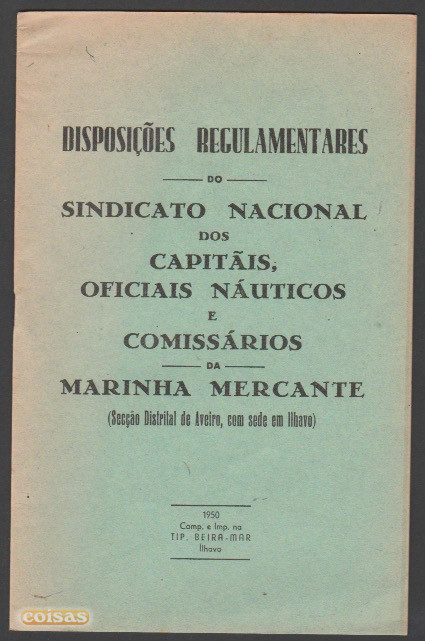 DISPOSIÇÕES REGULAMENTARES
DO
SINDICATO NACIONAL
DOS
CAPITÃIS,
OFICIAIS NÁUTICOS
E
COMISSÁRIOS
DA
MARINHA MERCANTE
(Secção Distrital de Aveiro, com sede em Ilhavo)
1950
Comp. e Imp. na
TIP. BEIRA-MAR
Ílhavo
coisas